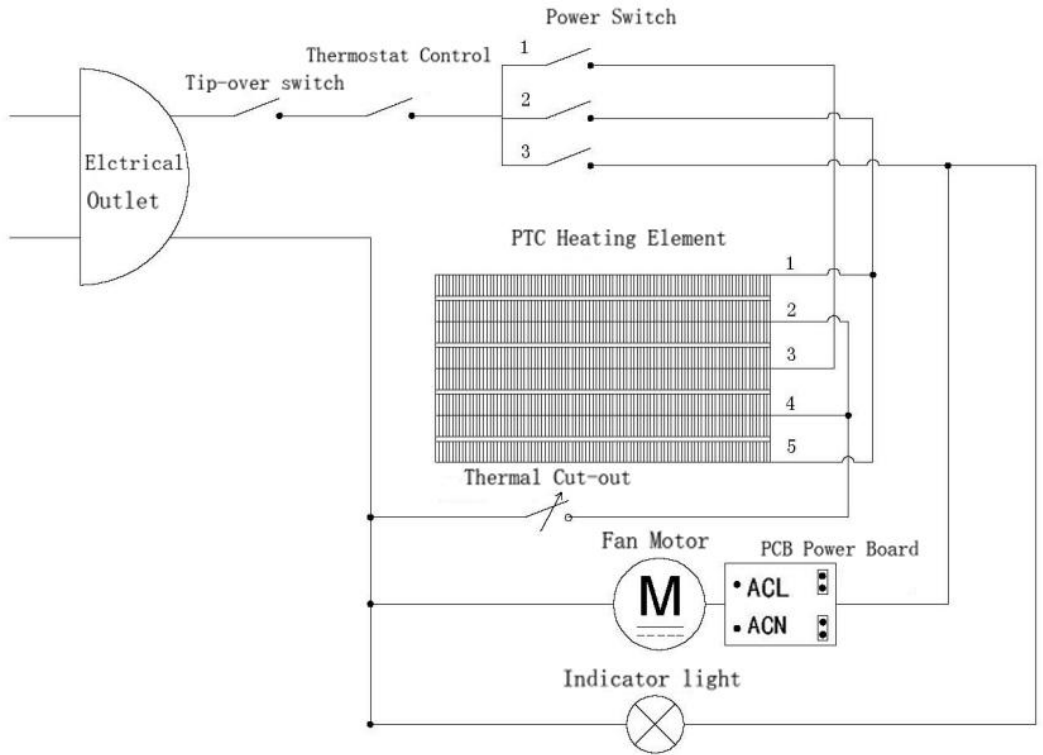 Power Switch
1
Thermostat Control
Tip-over switch
2
3
Elctrical
Outlet
PTC Heating Element
1
2
3
4
5
Thermal Cut-out
Fan Motor
PCB Power Board
M
ACL
ACN
Indicator light